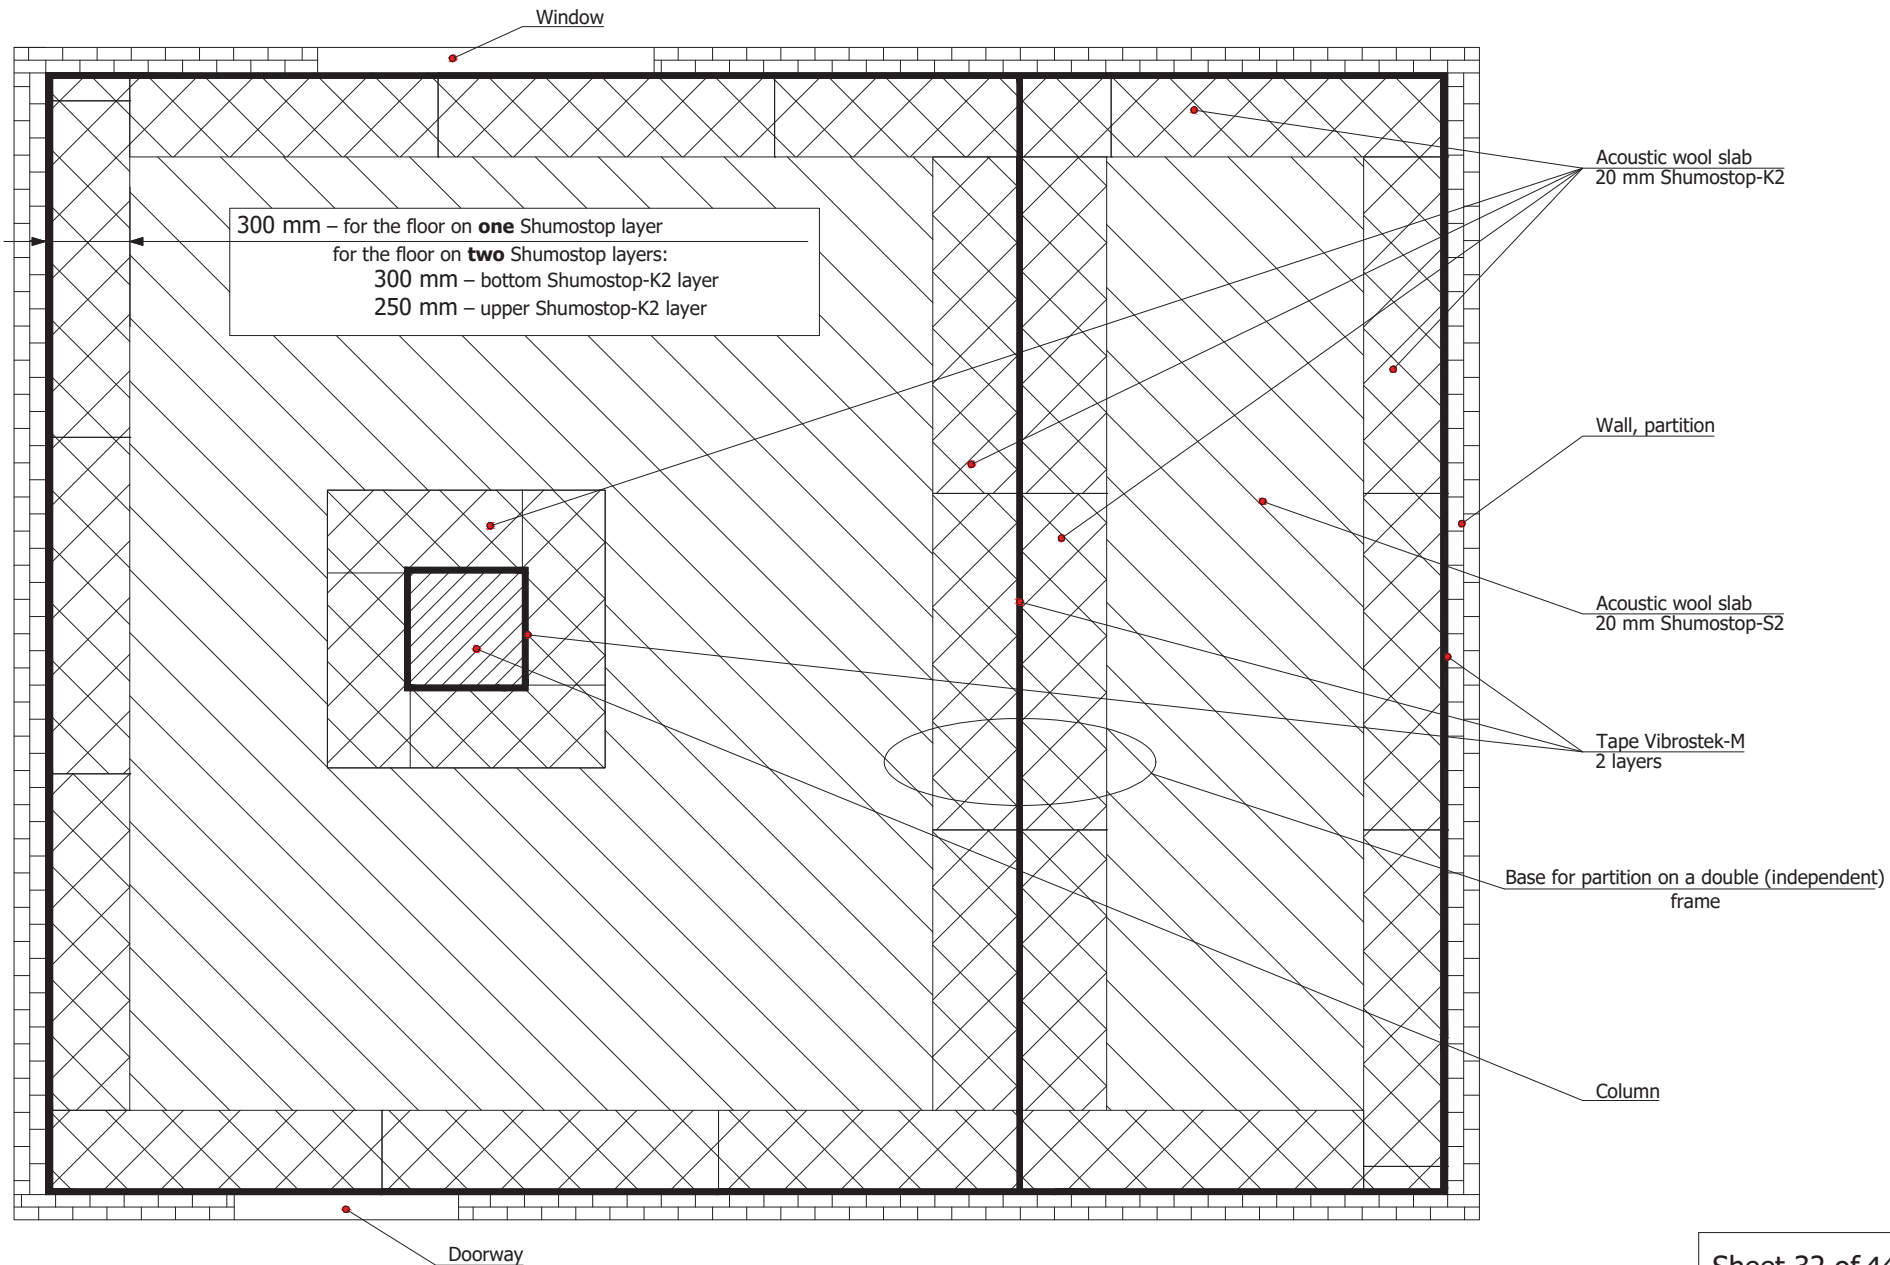 Window
Acoustic wool slab
20 mm Shumostop-K2
300 mm – for the floor on one Shumostop layer
for the floor on two Shumostop layers:
300 mm – bottom Shumostop-K2 layer
250 mm – upper Shumostop-K2 layer
Wall, partition
Acoustic wool slab
20 mm Shumostop-S2
Tape Vibrostek-M
2 layers
Base for partition on a double (independent)
frame
Column
Doorway
Sheet 32 of